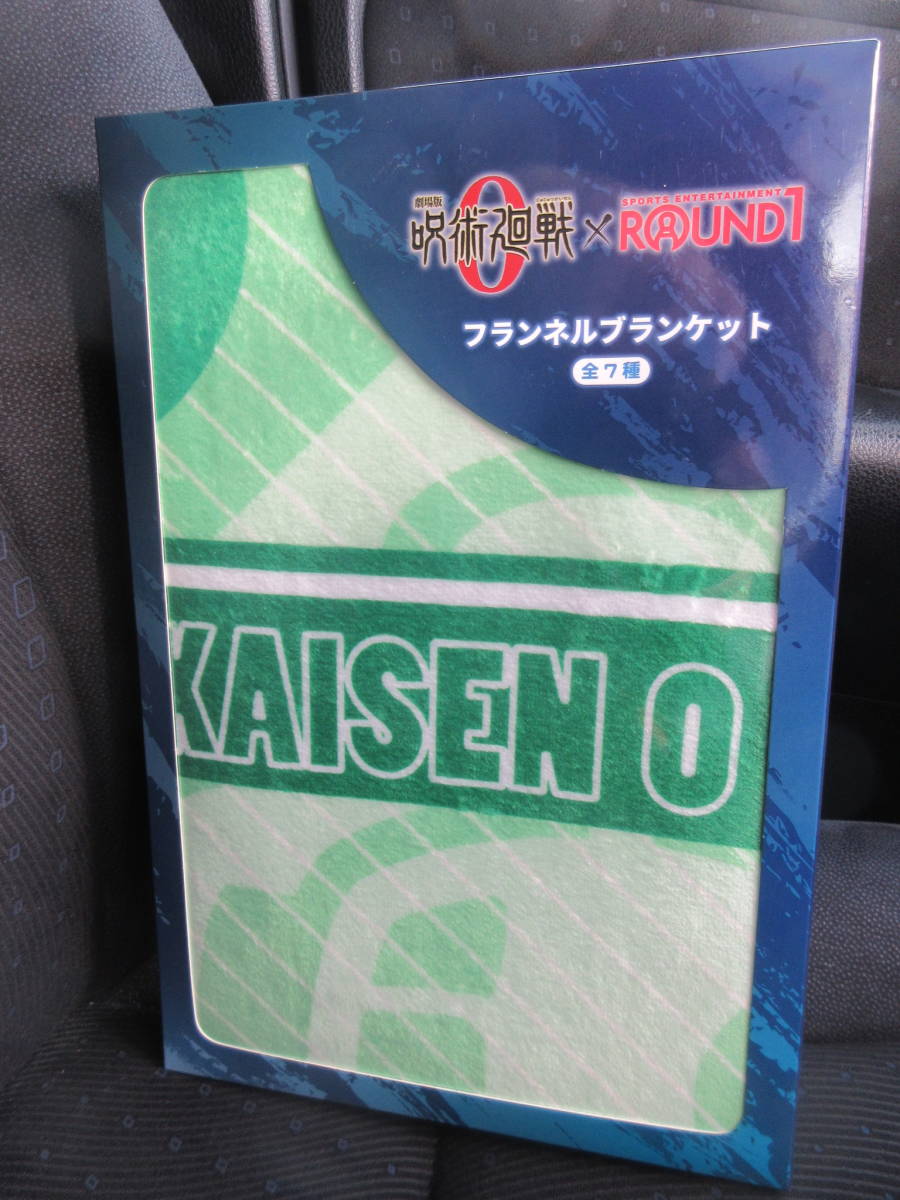 劇場版
呪術廻戦 0 × SPORTS ENTERTAINMENT ROUND1
フランネルブランケット
全7種
KAISEN 0